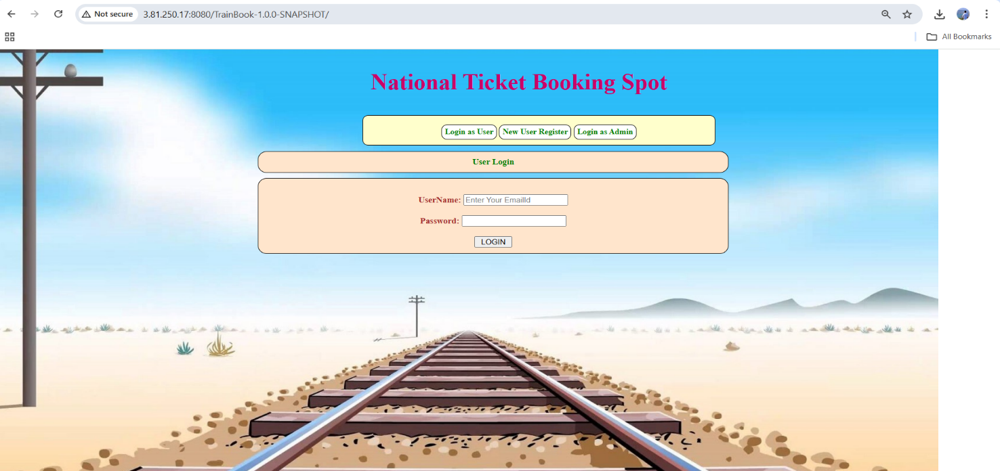 Not secure 3.81.250.17:8080/TrainBook-1.0.0-SNAPSHOT/
All Bookmarks
National Ticket Booking Spot
Login as User New User Register Login as Admin
User Login
UserName: Enter Your EmailId
Password:
LOGIN